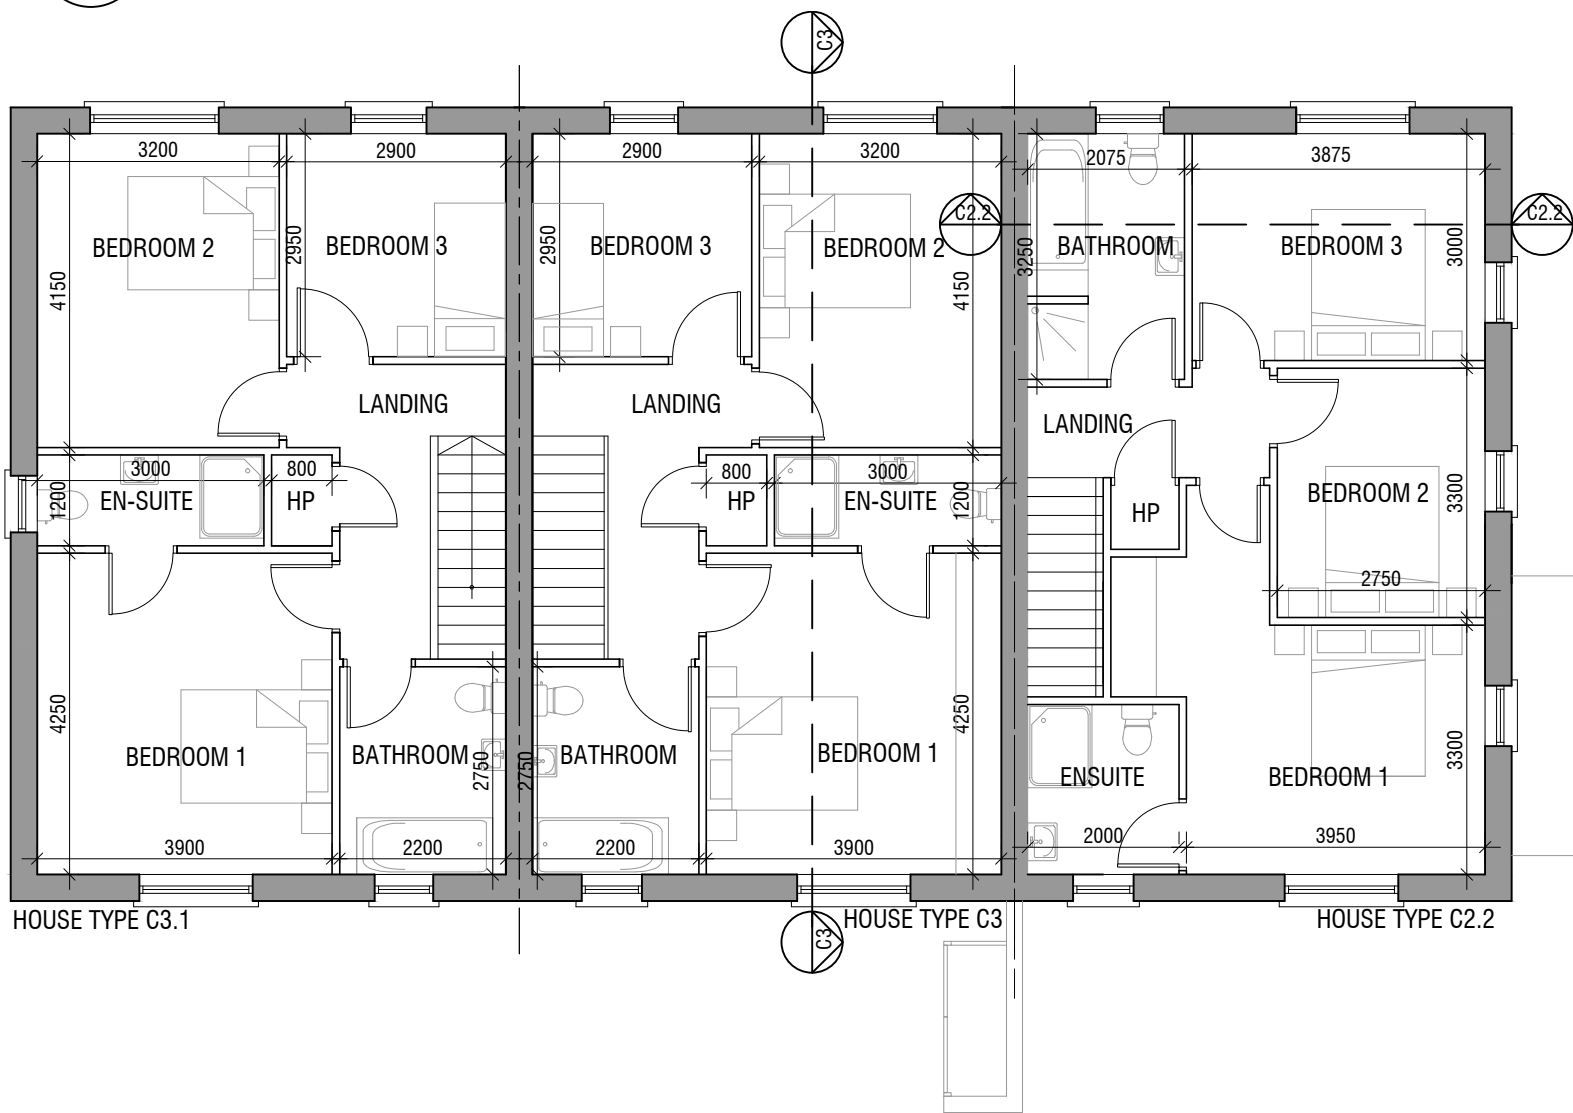 C3
3200
2900
2900
3200
2075
3875
BEDROOM 2
4150
BEDROOM 3
2950
BEDROOM 3
2950
BEDROOM 2
4150
C2.2
C2.2
BATHROOM
3250
BEDROOM 3
3000
LANDING
LANDING
LANDING
3000
800
EN-SUITE
1200
HP
800
3000
HP
EN-SUITE
1200
HP
BEDROOM 2
3300
2750
BEDROOM 1
4250
BATHROOM
2750
BATHROOM
2750
BEDROOM 1
4250
ENSUITE
BEDROOM 1
3300
3900
2200
2200
3900
2000
3950
HOUSE TYPE C3.1
C3
HOUSE TYPE C3
HOUSE TYPE C2.2